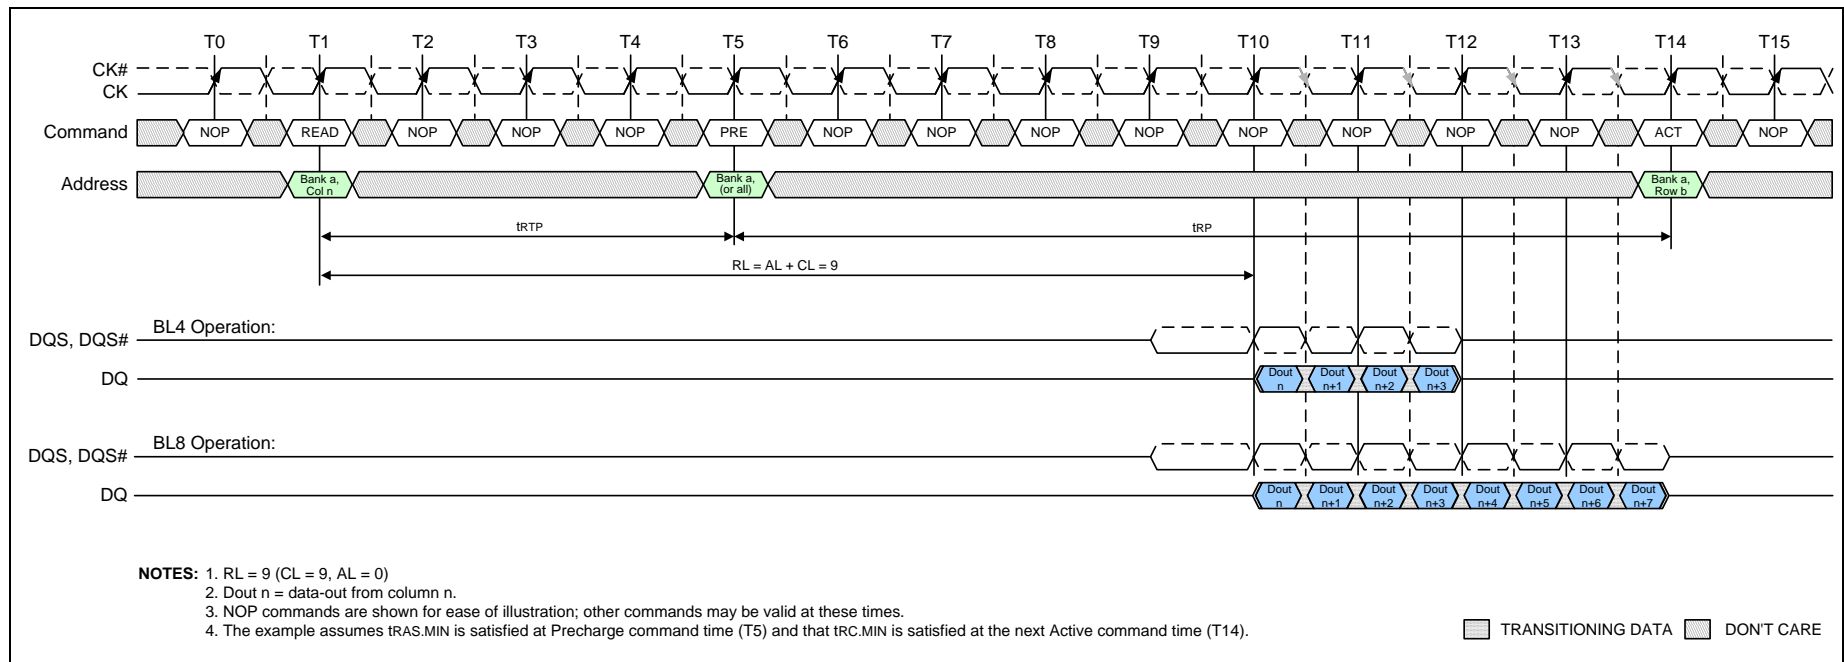 T0 T1 T2 T3 T4 T5 T6 T7 T8 T9 T10 T11 T12 T13 T14 T15
CK#
CK
Command NOP READ NOP NOP NOP PRE NOP NOP NOP NOP NOP NOP NOP NOP ACT NOP
Address Bank a, Col n Bank a, (or all) Bank a, Row b
tRTP tRP
RL = AL + CL = 9
BL4 Operation:
DQS, DQS#
DQ Dout n Dout n+1 Dout n+2 Dout n+3
BL8 Operation:
DQS, DQS#
DQ Dout n Dout n+1 Dout n+2 Dout n+3 Dout n+4 Dout n+5 Dout n+6 Dout n+7
NOTES: 1. RL = 9 (CL = 9, AL = 0)
2. Dout n = data-out from column n.
3. NOP commands are shown for ease of illustration; other commands may be valid at these times.
4. The example assumes tRAS.MIN is satisfied at Precharge command time (T5) and that tRC.MIN is satisfied at the next Active command time (T14).
TRANSITIONING DATA DON'T CARE